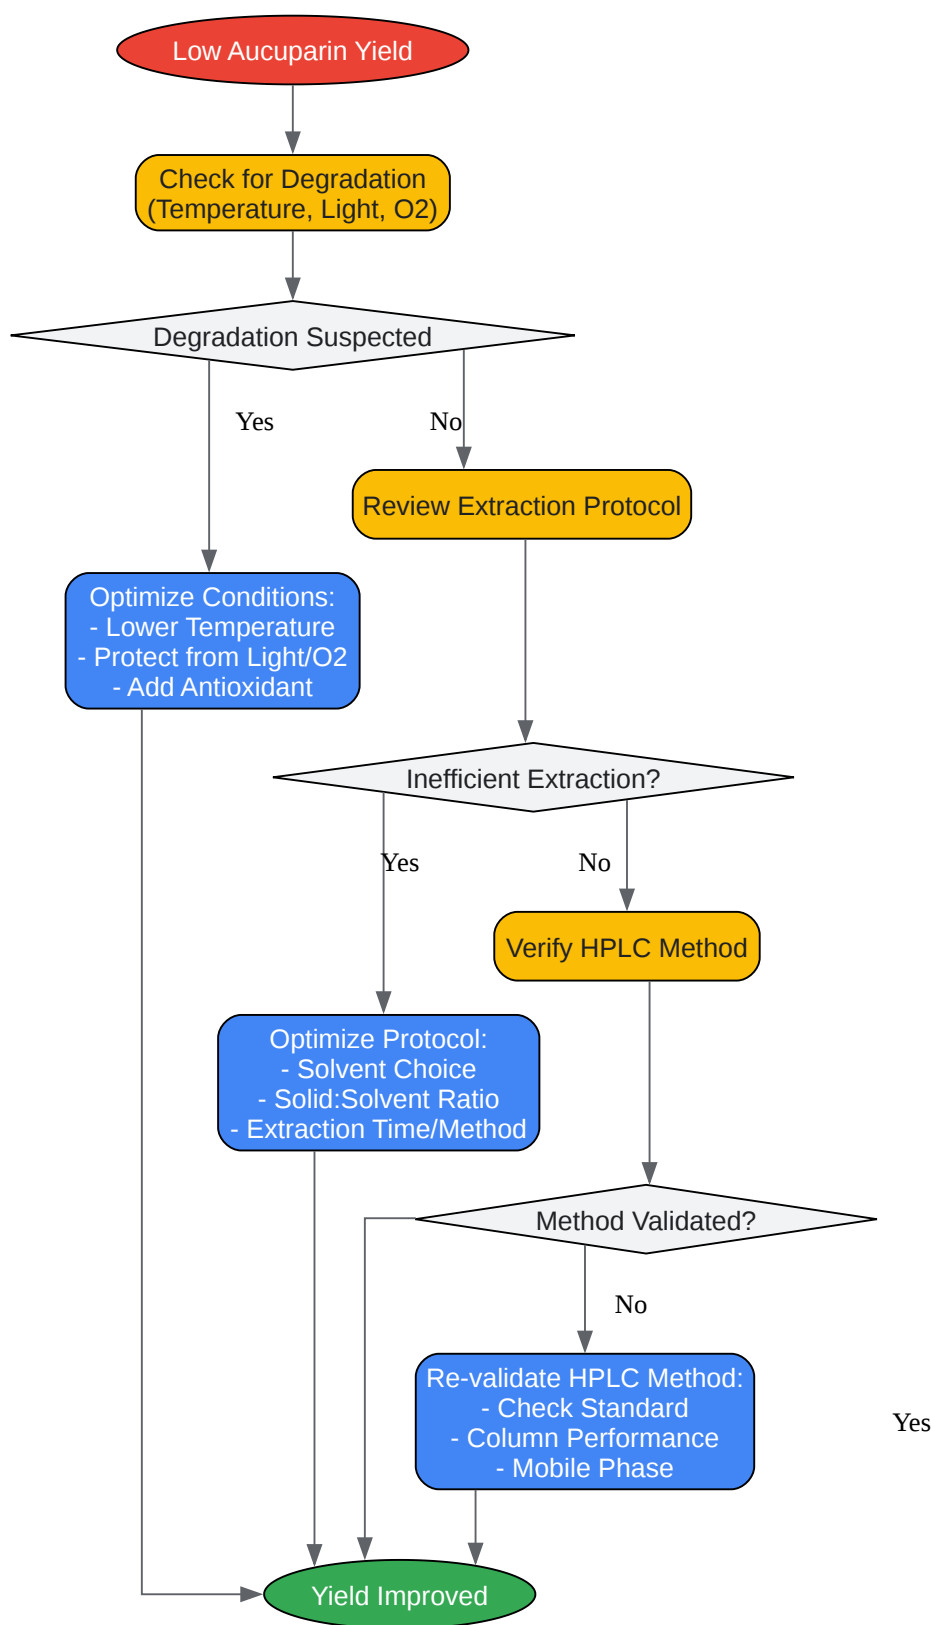 Low Aucuparin Yield
Check for Degradation
(Temperature, Light, O2)
Degradation Suspected
Yes
No
Review Extraction Protocol
Optimize Conditions:
- Lower Temperature
- Protect from Light/O2
- Add Antioxidant
Inefficient Extraction?
Yes
No
Verify HPLC Method
Optimize Protocol:
- Solvent Choice
- Solid:Solvent Ratio
- Extraction Time/Method
Method Validated?
No
Re-validate HPLC Method:
- Check Standard
- Column Performance
- Mobile Phase
Yes
Yield Improved